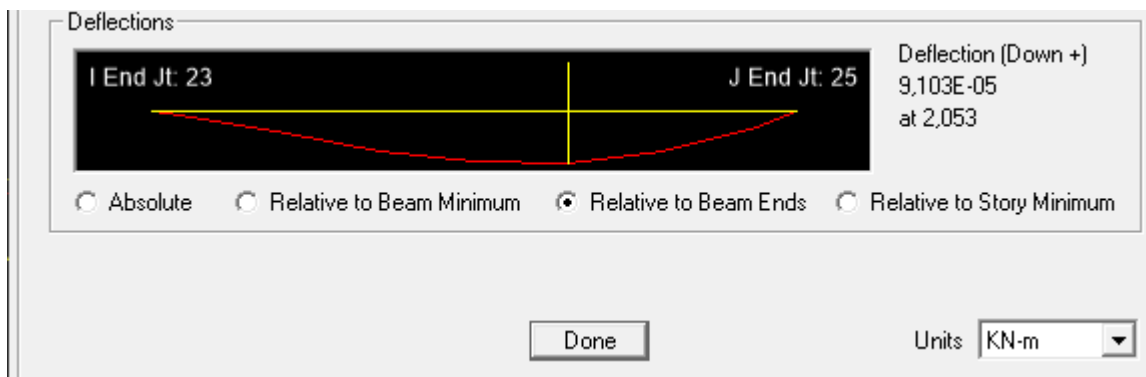 Deflections
I End Jt: 23
J End Jt: 25
Deflection (Down +)
9,103E-05
at 2,053
Absolute
Relative to Beam Minimum
Relative to Beam Ends
Relative to Story Minimum
Done
Units
KN-m